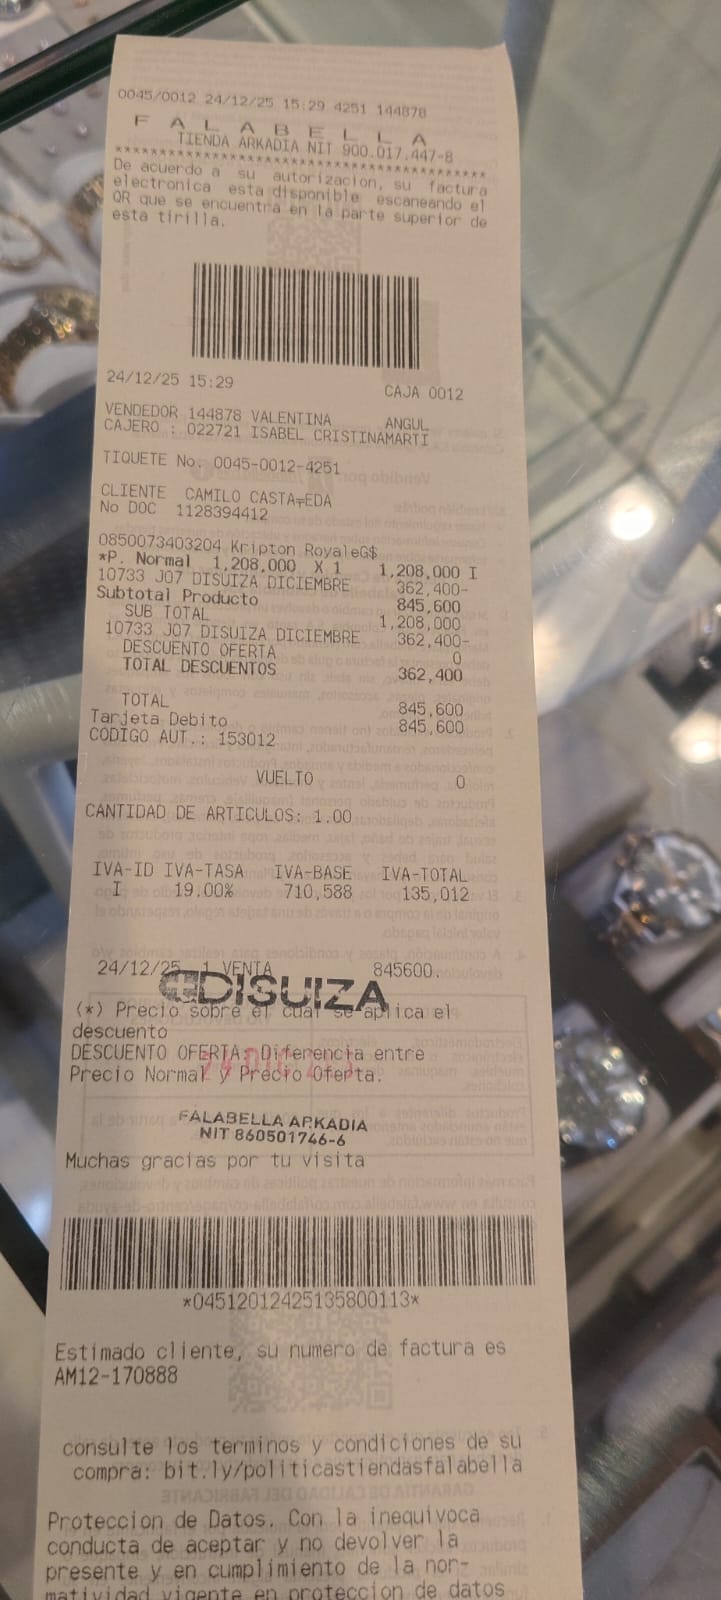 0045/0012 24/12/25 15:29 4251 144878
F A L A B E L L A
TIENDA ARKADIA NIT 900.017.447-8
****************************************
De acuerdo a su autorizacion, su factura
electronica esta disponible escaneando el
QR que se encuentra en la parte superior de
esta tirilla.
24/12/25 15:29 CAJA 0012
VENDEDOR 144878 VALENTINA ANGUL
CAJERO : 022721 ISABEL CRISTINAMARTI
TIQUETE No. 0045-0012-4251
CLIENTE CAMILO CASTA╤EDA
No DOC 1128394412
0850073403204 Kripton RoyaleG$
*P. Normal 1,208,000 X 1 1,208,000 I
10733 J07 DISUIZA DICIEMBRE 362,400-
Subtotal Producto 845,600
SUB TOTAL 1,208,000
10733 J07 DISUIZA DICIEMBRE 362,400-
DESCUENTO OFERTA 0
TOTAL DESCUENTOS 362,400
TOTAL 845,600
Tarjeta Debito 845,600
CODIGO AUT.: 153012
VUELTO 0
CANTIDAD DE ARTICULOS: 1.00
IVA-ID IVA-TASA IVA-BASE IVA-TOTAL
I 19.00% 710,588 135,012
24/12/25 1 VENTA 845600.
DISUIZA
(*) Precio sobre el cual se aplica el
descuento
DESCUENTO OFERTA: Diferencia entre
Precio Normal y Precio Oferta.
24 DIC
FALABELLA ARKADIA
NIT 860501746-6
Muchas gracias por tu visita
*04512012425135800113*
Estimado cliente, su numero de factura es
AM12-170888
consulte los terminos y condiciones de su
compra: bit.ly/politicastiendasfalabella
Proteccion de Datos. Con la inequivoca
conducta de aceptar y no devolver la
presente y en cumplimiento de la nor-
matividad vigente en proteccion de datos